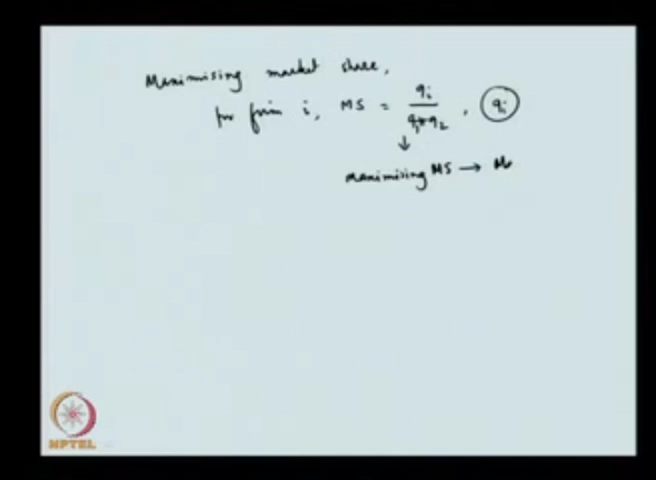 Maximising market share,
for firm i, MS = qi / q1+q2 , qi
↓
maximising MS → M
NPTEL